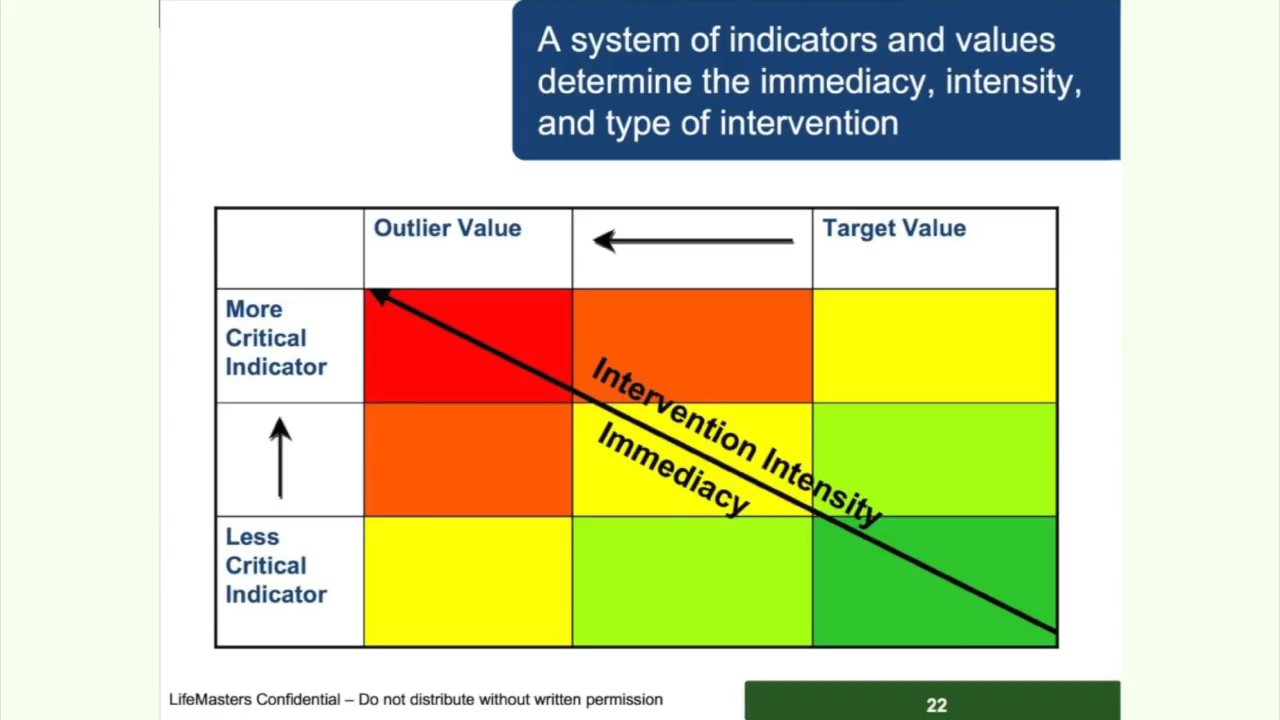 A system of indicators and values
determine the immediacy, intensity,
and type of intervention
Outlier Value
Target Value
More
Critical
Indicator
Intervention Intensity
Immediacy
Less
Critical
Indicator
LifeMasters Confidential – Do not distribute without written permission
22